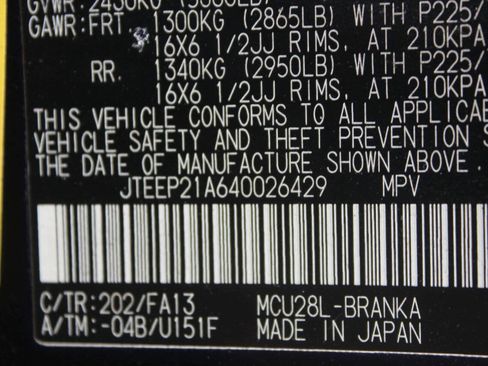 GAWR:FRT 1300KG (2865LB) WITH P225/
16X6 1/2JJ RIMS, AT 210KPA
RR. 1340KG (2950LB) WITH P225/
16X6 1/2JJ RIMS, AT 210KPA
THIS VEHICLE CONFORMS TO ALL APPLICAB
VEHICLE SAFETY AND THEFT PREVENTION S
THE DATE OF MANUFACTURE SHOWN ABOVE.
JTEEP21A640026429 MPV
C/TR:202/FA13 MCU28L-BRANKA
A/TM:-04B/U151F MADE IN JAPAN